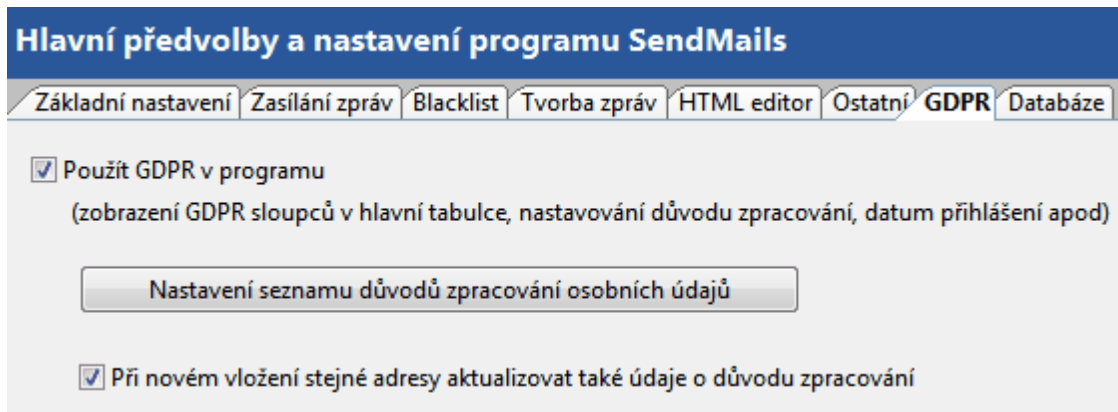 Hlavní předvolby a nastavení programu SendMails
Základní nastavení Zasílání zpráv Blacklist Tvorba zpráv HTML editor Ostatní GDPR Databáze
Použít GDPR v programu
(zobrazení GDPR sloupců v hlavní tabulce, nastavování důvodu zpracování, datum přihlášení apod)
Nastavení seznamu důvodů zpracování osobních údajů
Při novém vložení stejné adresy aktualizovat také údaje o důvodu zpracování